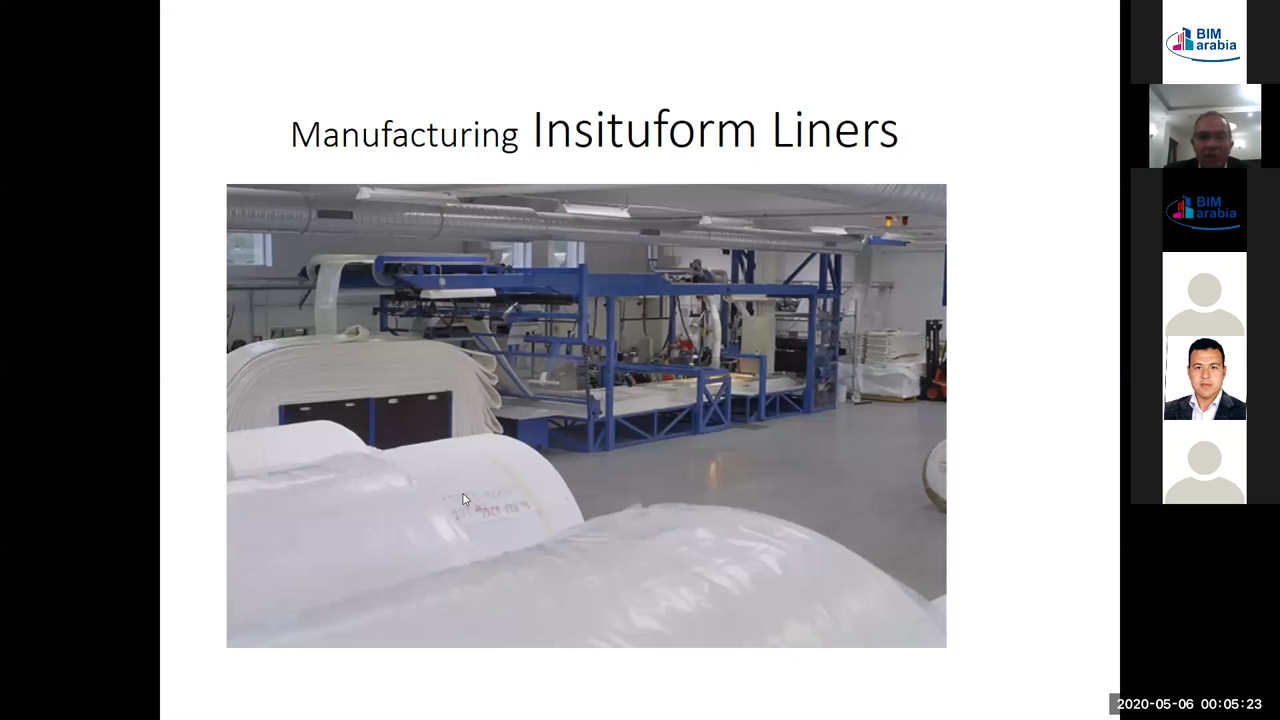 Manufacturing Insituform Liners
BIM
arabia
BIM
arabia
2020-05-06 00:05:23